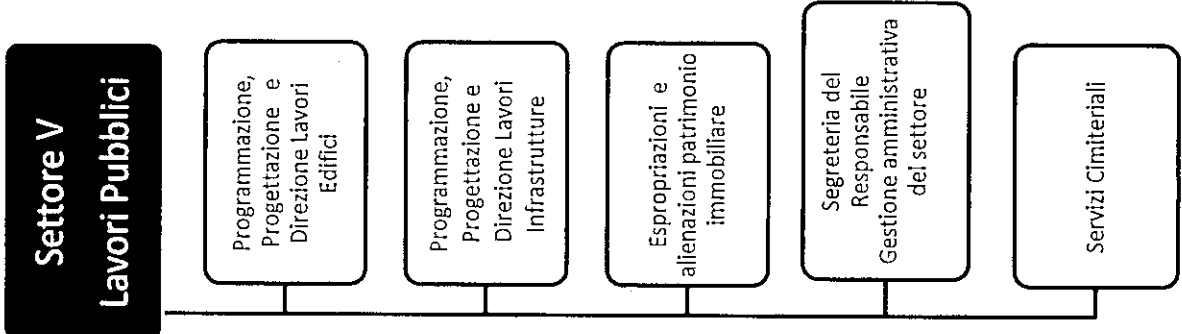 Settore V
Lavori Pubblici
Programmazione,
Progettazione e
Direzione Lavori
Edifici
Programmazione,
Progettazione e
Direzione Lavori
Infrastrutture
Espropriazioni e
alienazioni patrimonio
immobiliare
Segreteria del
Responsabile
Gestione amministrativa
del settore
Servizi Cimiteriali